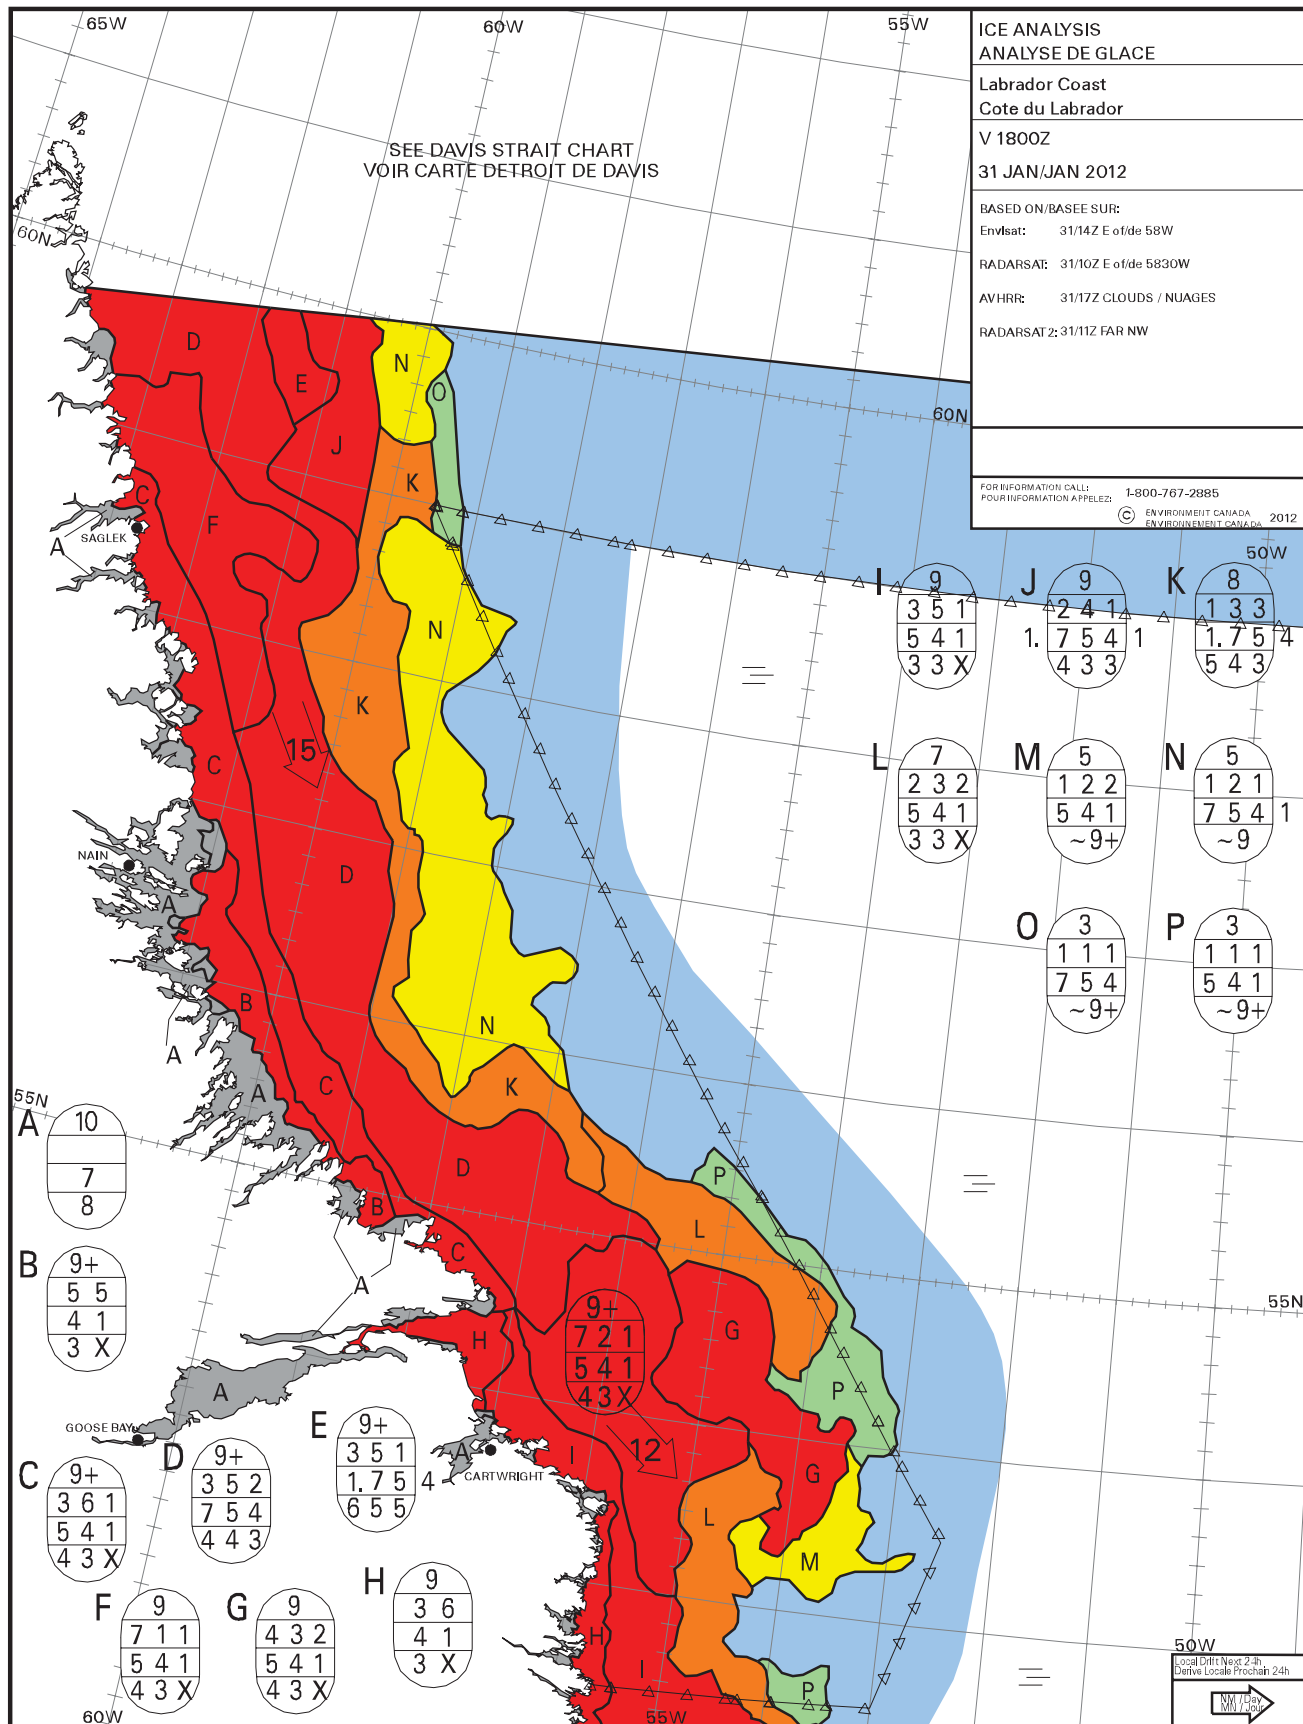 65W
60W
55W
ICE ANALYSIS
ANALYSE DE GLACE
Labrador Coast
Cote du Labrador
V 1800Z
31 JAN/JAN 2012
BASED ON/BASEE SUR:
Envisat: 31/14Z E of/de 58W
RADARSAT: 31/10Z E of/de 5830W
AVHRR: 31/17Z CLOUDS / NUAGES
RADARSAT 2: 31/11Z FAR NW
FOR INFORMATION CALL:
POUR INFORMATION APPELEZ:
1-800-767-2885
© ENVIRONMENT CANADA
ENVIRONNEMENT CANADA
2012
SEE DAVIS STRAIT CHART
VOIR CARTE DETROIT DE DAVIS
60N
60N
50W
D
E
N
O
J
K
C
F
A
SAGLEK
N
K
15
C
NAIN
D
A
B
N
A
C
K
A
D
P
B
L
C
A
G
H
9+
7 2 1
5 4 1
4 3 X
A
P
GOOSE BAY
A
CARTWRIGHT
I
12
G
L
M
H
I
P
55N
55N
60W
55W
50W
I
9
3 5 1
5 4 1
3 3 X
J
9
2 4 1
1. 7 5 4 1
4 3 3
K
8
1 3 3
1. 7 5 4
5 4 3
L
7
2 3 2
5 4 1
3 3 X
M
5
1 2 2
5 4 1
~9+
N
5
1 2 1
7 5 4 1
~9
O
3
1 1 1
7 5 4
~9+
P
3
1 1 1
5 4 1
~9+
A
10
7
8
B
9+
5 5
4 1
3 X
C
9+
3 6 1
5 4 1
4 3 X
D
9+
3 5 2
7 5 4
4 4 3
E
9+
3 5 1
1. 7 5 4
6 5 5
F
9
7 1 1
5 4 1
4 3 X
G
9
4 3 2
5 4 1
4 3 X
H
9
3 6
4 1
3 X
Local Drift Next 24h
Derive Locale Prochain 24h
NM / Day
MN / Jour